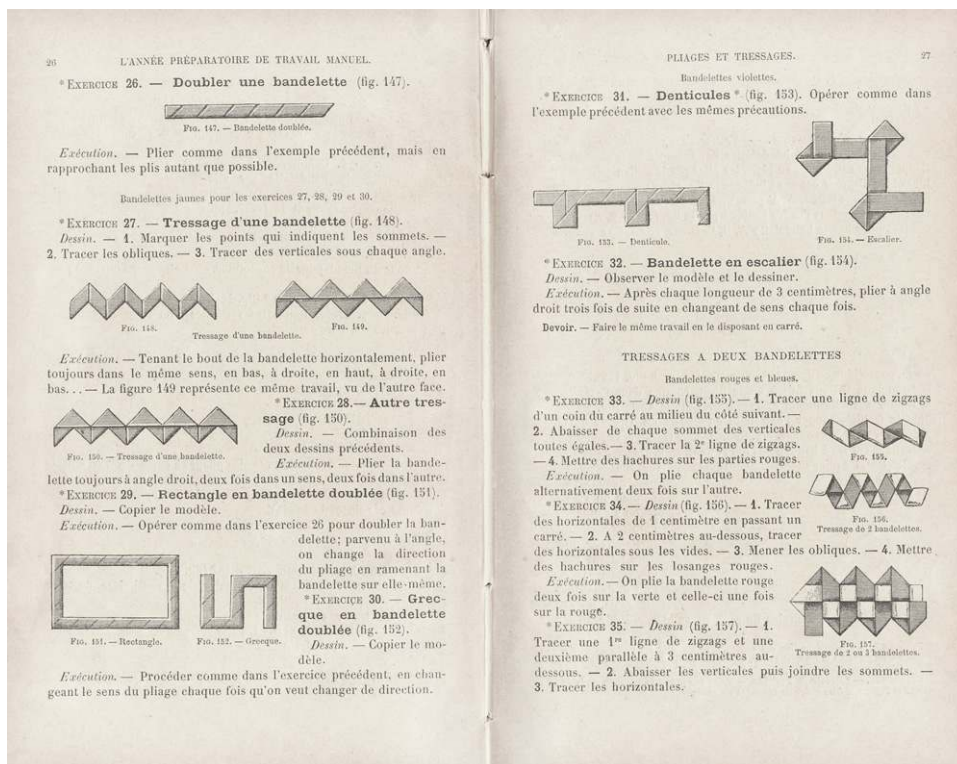 26 L'ANNÉE PRÉPARATOIRE DE TRAVAIL MANUEL.
*EXERCICE 26. — Doubler une bandelette (fig. 147).
FIG. 147. — Bandelette doublée.
Exécution. — Plier comme dans l'exemple précédent, mais en
rapprochant les plis autant que possible.
Bandelettes jaunes pour les exercices 27, 28, 29 et 30.
*EXERCICE 27. — Tressage d'une bandelette (fig. 148).
Dessin. — 1. Marquer les points qui indiquent les sommets. —
2. Tracer les obliques. — 3. Tracer des verticales sous chaque angle.
FIG. 148. FIG. 149.
Tressage d'une bandelette.
Exécution. — Tenant le bout de la bandelette horizontalement, plier
toujours dans le même sens, en bas, à droite, en haut, à droite, en
bas... — La figure 149 représente ce même travail, vu de l'autre face.
*EXERCICE 28.— Autre tres-
sage (fig. 150).
Dessin. — Combinaison des
deux dessins précédents.
FIG. 150. — Tressage d'une bandelette.
Exécution. — Plier la bande-
lette toujours à angle droit, deux fois dans un sens, deux fois dans l'autre.
*EXERCICE 29. — Rectangle en bandelette doublée (fig. 151).
Dessin. — Copier le modèle.
Exécution. — Opérer comme dans l'exercice 26 pour doubler la ban-
delette; parvenu à l'angle,
on change la direction
du pliage en ramenant la
bandelette sur elle-même.
*EXERCICE 30. — Grec-
que en bandelette
doublée (fig. 152).
Dessin. — Copier le mo-
dèle.
FIG. 151. — Rectangle. FIG. 152. — Grecque.
Exécution. — Procéder comme dans l'exercice précédent, en chan-
geant le sens du pliage chaque fois qu'on veut changer de direction.
PLIAGES ET TRESSAGES. 27
Bandelettes violettes.
*EXERCICE 31. — Denticules * (fig. 153). Opérer comme dans
l'exemple précédent avec les mêmes précautions.
FIG. 153. — Denticule. FIG. 154. — Escalier.
*EXERCICE 32. — Bandelette en escalier (fig. 154).
Dessin. — Observer le modèle et le dessiner.
Exécution. — Après chaque longueur de 3 centimètres, plier à angle
droit trois fois de suite en changeant de sens chaque fois.
Devoir. — Faire le même travail en le disposant en carré.
TRESSAGES A DEUX BANDELETTES
Bandelettes rouges et bleues.
*EXERCICE 33. — Dessin (fig. 155). — 1. Tracer une ligne de zigzags
d'un coin du carré au milieu du côté suivant. —
2. Abaisser de chaque sommet des verticales
toutes égales.— 3. Tracer la 2e ligne de zigzags.
— 4. Mettre des hachures sur les parties rouges.
FIG. 155.
Exécution. — On plie chaque bandelette
alternativement deux fois sur l'autre.
*EXERCICE 34. — Dessin (fig. 156). — 1. Tracer
des horizontales de 1 centimètre en passant un
carré. — 2. A 2 centimètres au-dessous, tracer
FIG. 156.
Tressage de 2 bandelettes.
des horizontales sous les vides. — 3. Mener les obliques. — 4. Mettre
des hachures sur les losanges rouges.
Exécution. — On plie la bandelette rouge
deux fois sur la verte et celle-ci une fois
sur la rouge.
*EXERCICE 35. — Dessin (fig. 157). — 1.
Tracer une 1re ligne de zigzags et une
deuxième parallèle à 3 centimètres au-
FIG. 157.
Tressage de 2 ou 3 bandelettes.
dessous. — 2. Abaisser les verticales puis joindre les sommets. —
3. Tracer les horizontales.